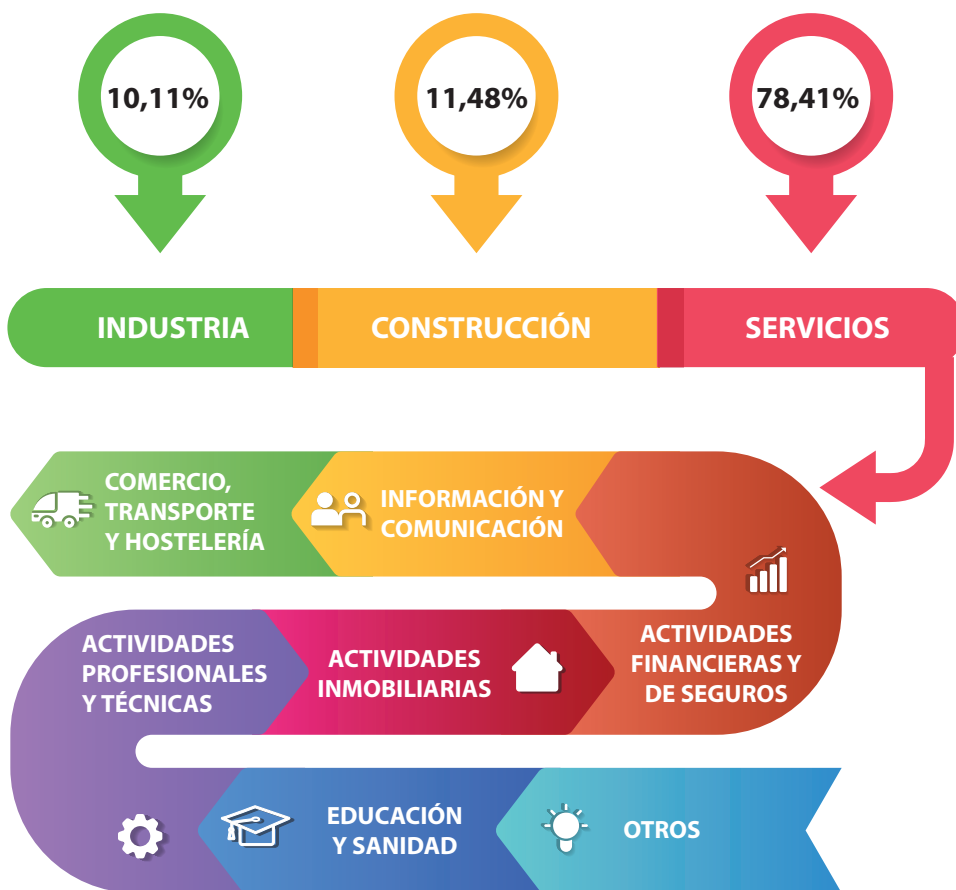 10,11%
11,48%
78,41%
INDUSTRIA
CONSTRUCCIÓN
SERVICIOS
COMERCIO,
TRANSPORTE
Y HOSTELERÍA
INFORMACIÓN Y
COMUNICACIÓN
ACTIVIDADES
FINANCIERAS Y
DE SEGUROS
ACTIVIDADES
INMOBILIARIAS
ACTIVIDADES
PROFESIONALES
Y TÉCNICAS
EDUCACIÓN
Y SANIDAD
OTROS